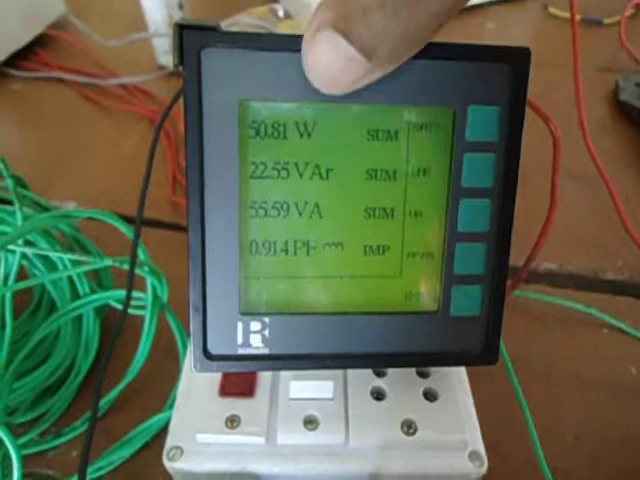 50.81 W SUM
22.55 VAr SUM
55.59 VA SUM
0.914 PF IMP
R